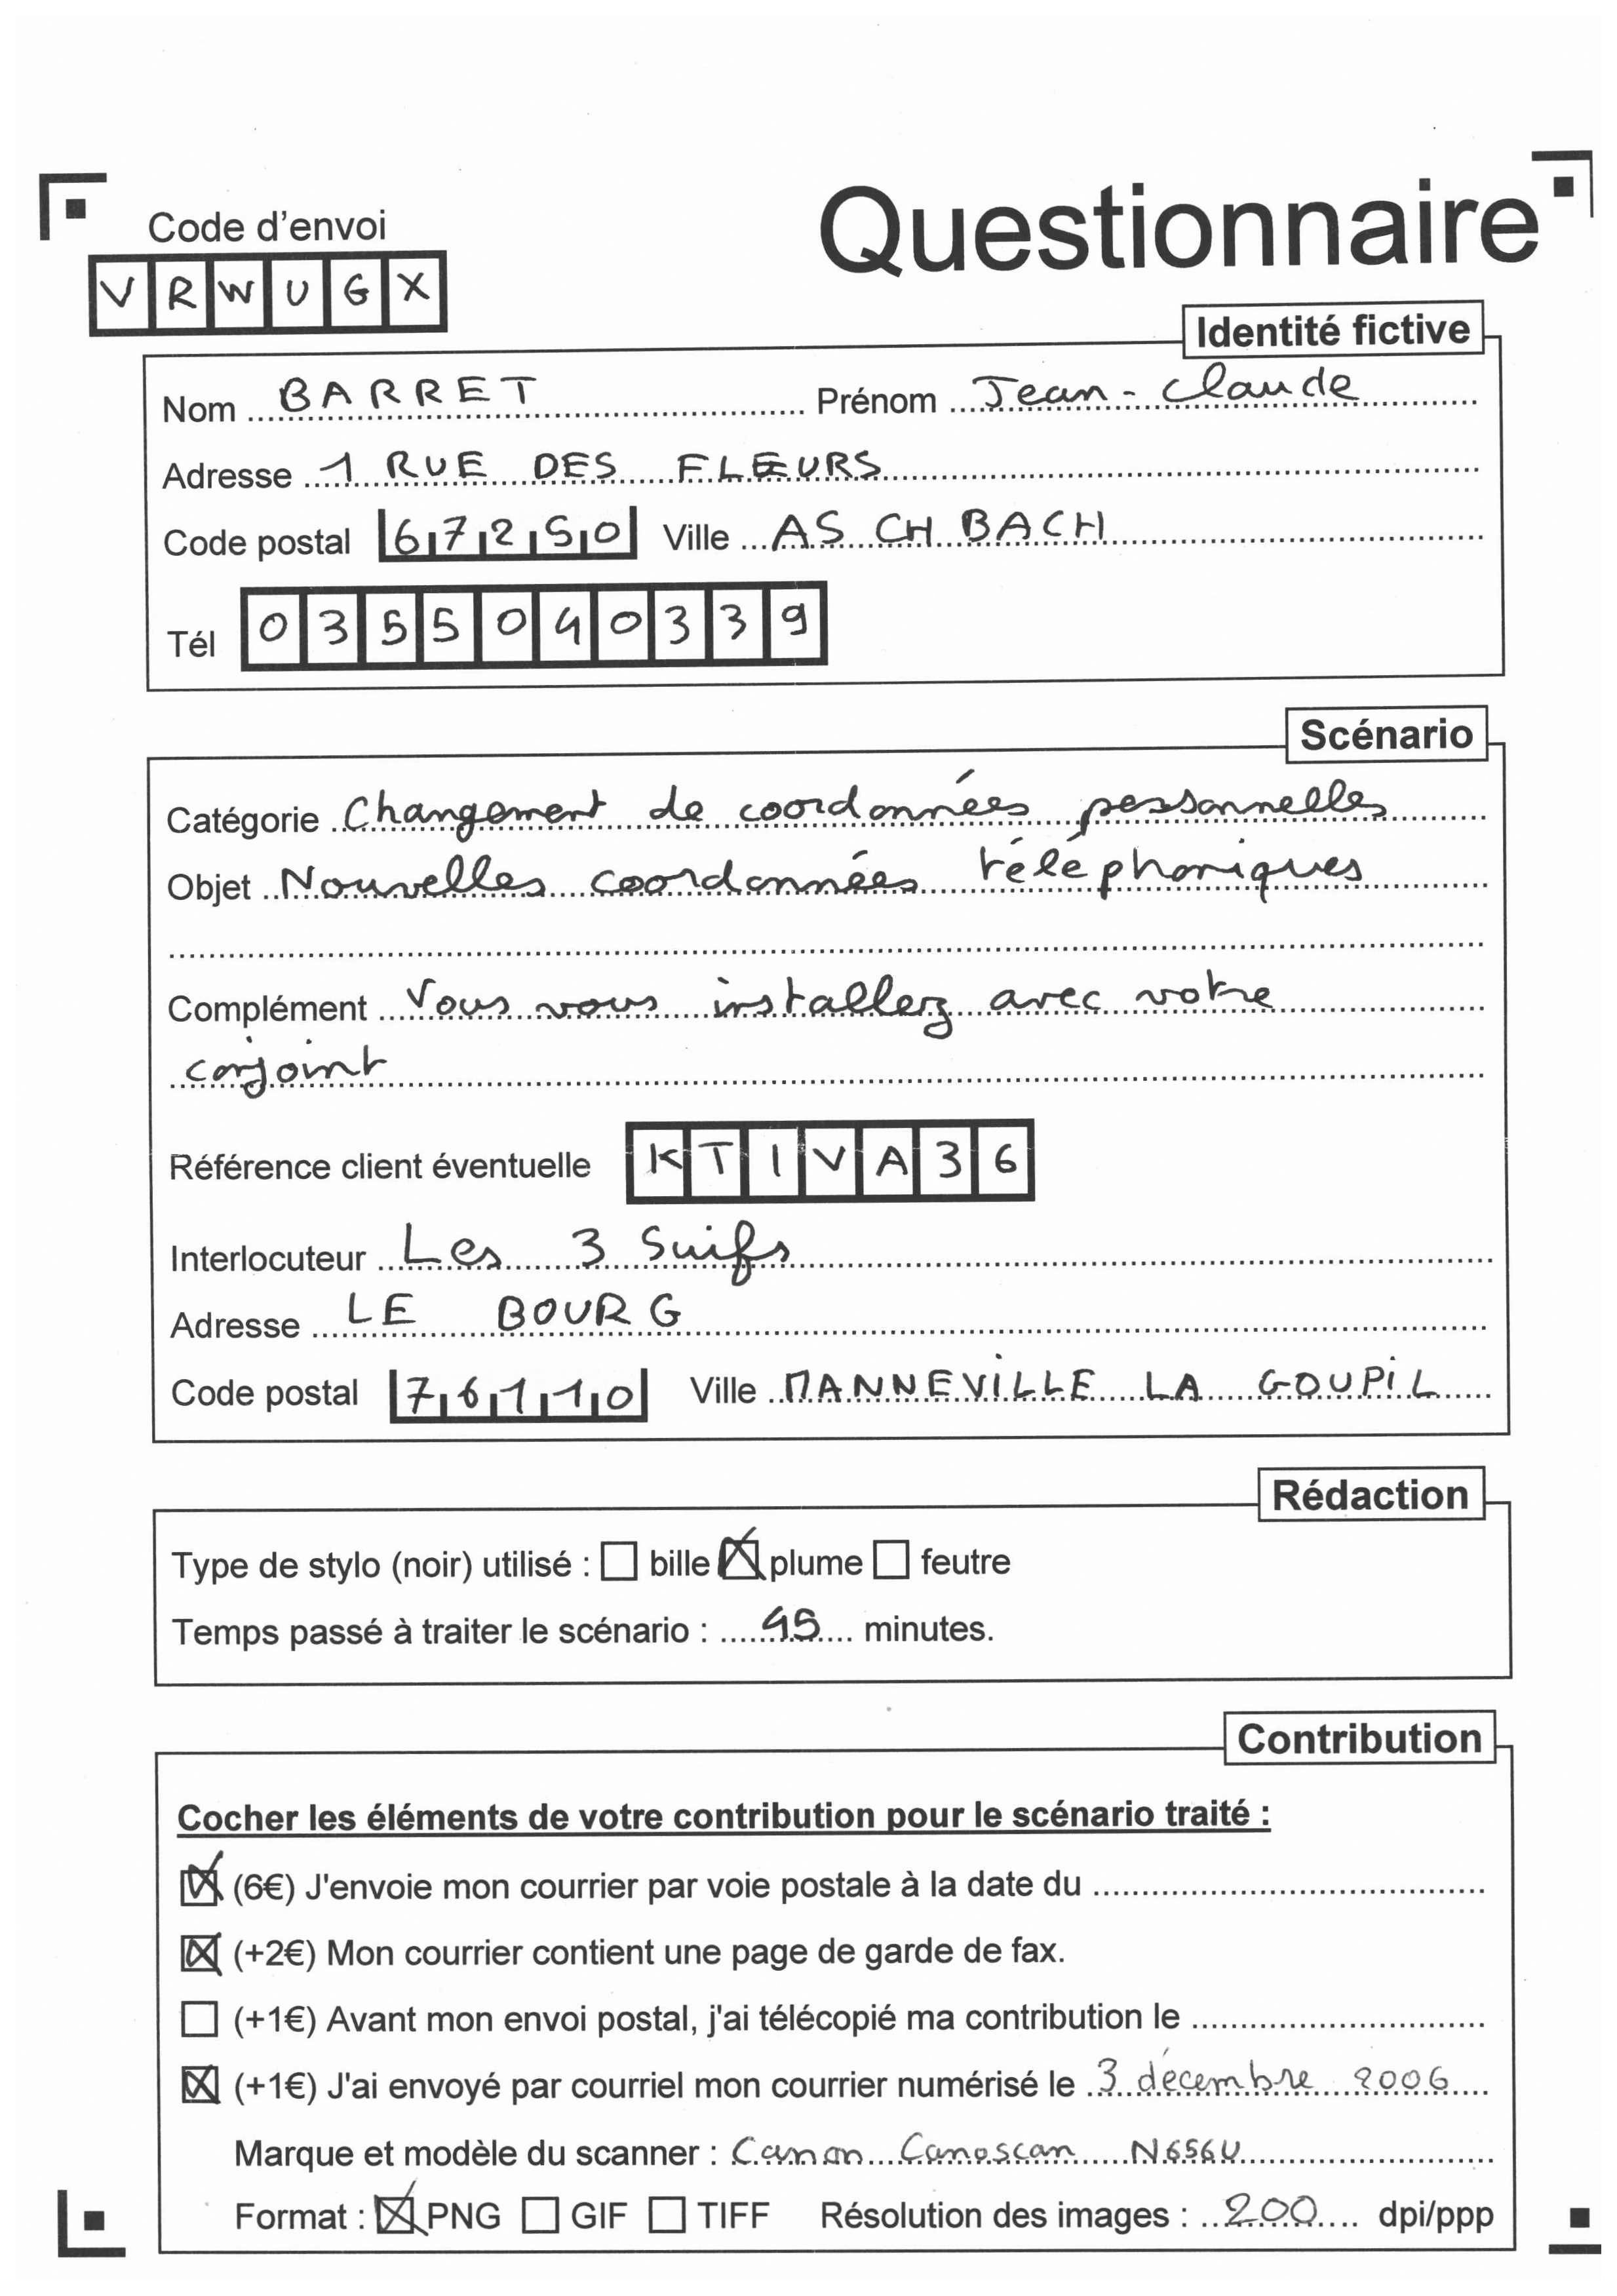 Questionnaire
Code d'envoi
VRWUGX
Identité fictive
Nom BARRET Prénom Jean-Claude
Adresse 1 RUE DES FLEURS
Code postal 67250 Ville ASCHBACH
Tél 0355040339
Scénario
Catégorie Changement de coordonnées personnelles
Objet Nouvelles coordonnées téléphoniques
Complément Vous vous installez avec votre
conjoint
Référence client éventuelle KTIVA36
Interlocuteur Les 3 Suifs
Adresse LE BOURG
Code postal 76110 Ville MANNEVILLE LA GOUPIL
Rédaction
Type de stylo (noir) utilisé : bille plume feutre
Temps passé à traiter le scénario : 45 minutes.
Contribution
Cocher les éléments de votre contribution pour le scénario traité :
(6€) J'envoie mon courrier par voie postale à la date du
(+2€) Mon courrier contient une page de garde de fax.
(+1€) Avant mon envoi postal, j'ai télécopié ma contribution le
(+1€) J'ai envoyé par courriel mon courrier numérisé le 3 décembre 2006
Marque et modèle du scanner : Canon Canoscan N656U
Format : PNG GIF TIFF Résolution des images : 200 dpi/ppp